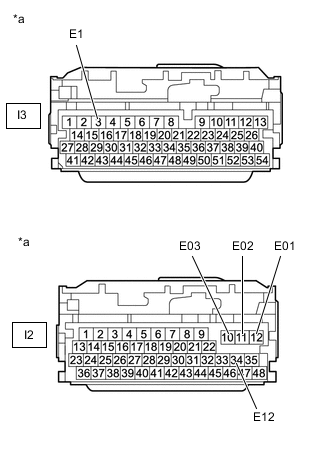 *a
E1
I3
1 2 3 4 5 6 7 8 9 10 11 12 13
14 15 16 17 18 19 20 21 22 23 24 25 26
27 28 29 30 31 32 33 34 35 36 37 38 39 40
41 42 43 44 45 46 47 48 49 50 51 52 53 54
*a
E03 E02 E01
I2
1 2 3 4 5 6 7 8 9 10 11 12
13 14 15 16 17 18 19 20 21 22
23 24 25 26 27 28 29 30 31 32 33 34 35
36 37 38 39 40 41 42 43 44 45 46 47 48
E12